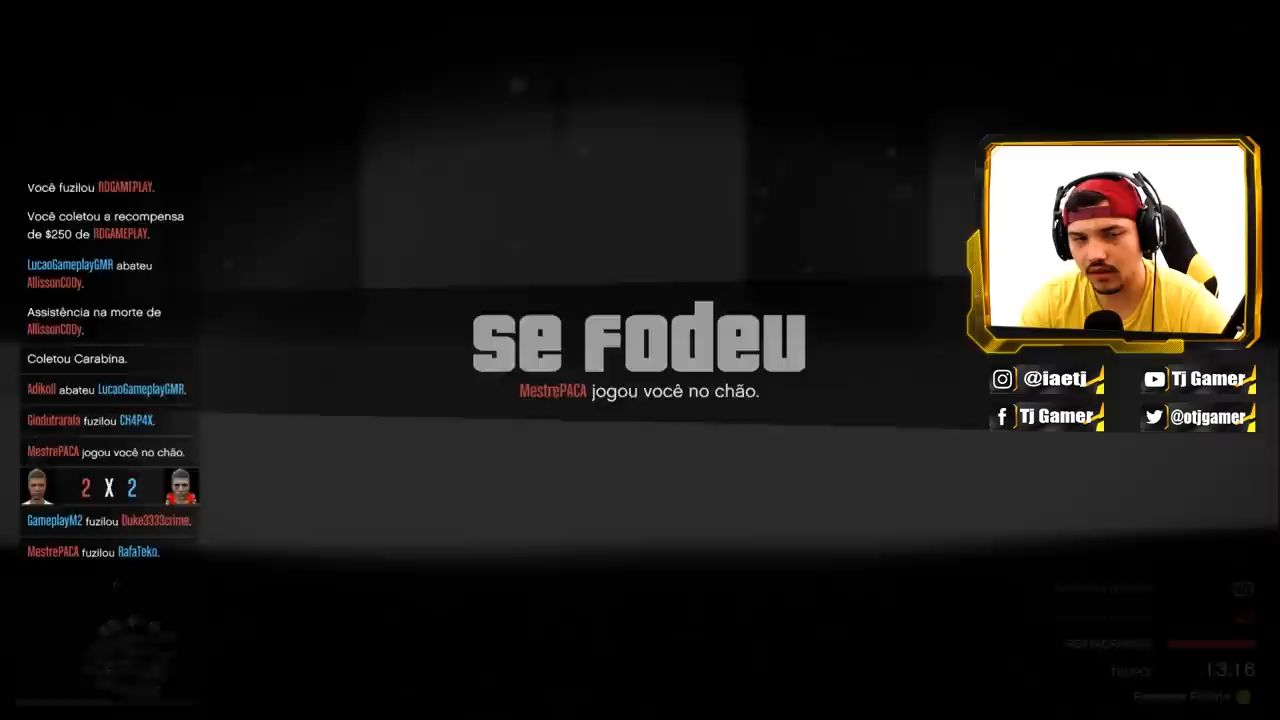 Você fuzilou RDGAMEPLAY.
Você coletou a recompensa
de $250 de RDGAMEPLAY.
LucaoGameplayGMR abateu
AllissonCODy.
Assistência na morte de
AllissonCODy.
Coletou Carabina.
Adikoll abateu LucaoGameplayGMR.
Gindutrarafa fuzilou CH4P4X.
MestrePACA jogou você no chão.
2 X 2
GameplayM2 fuzilou Duke3333crime.
MestrePACA fuzilou RafaTeko.
se fodeu
MestrePACA jogou você no chão.
@iaetj
Tj Gamer
Tj Gamer
@otjgamer
13:16